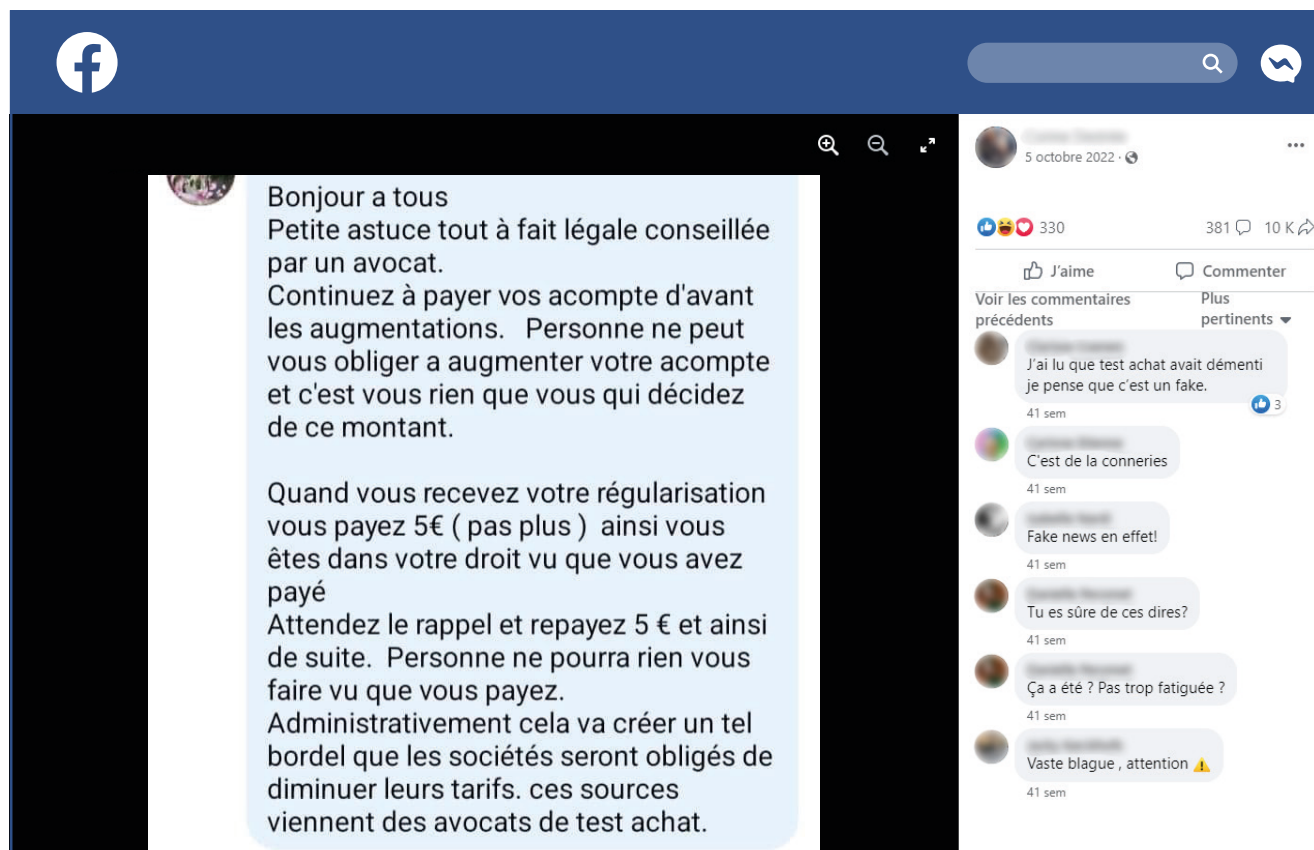 5 octobre 2022 ·
330
381
10 K
J'aime
Commenter
Voir les commentaires
précédents
Plus
pertinents
Bonjour a tous
Petite astuce tout à fait légale conseillée
par un avocat.
Continuez à payer vos acompte d'avant
les augmentations.   Personne ne peut
vous obliger a augmenter votre acompte
et c'est vous rien que vous qui décidez
de ce montant.
Quand vous recevez votre régularisation
vous payez 5€ ( pas plus )  ainsi vous
êtes dans votre droit vu que vous avez
payé
Attendez le rappel et repayez 5 € et ainsi
de suite.  Personne ne pourra rien vous
faire vu que vous payez.
Administrativement cela va créer un tel
bordel que les sociétés seront obligés de
diminuer leurs tarifs. ces sources
viennent des avocats de test achat.
J'ai lu que test achat avait démenti
je pense que c'est un fake.
3
41 sem
C'est de la conneries
41 sem
Fake news en effet!
41 sem
Tu es sûre de ces dires?
41 sem
Ça a été ? Pas trop fatiguée ?
41 sem
Vaste blague , attention ⚠️
41 sem